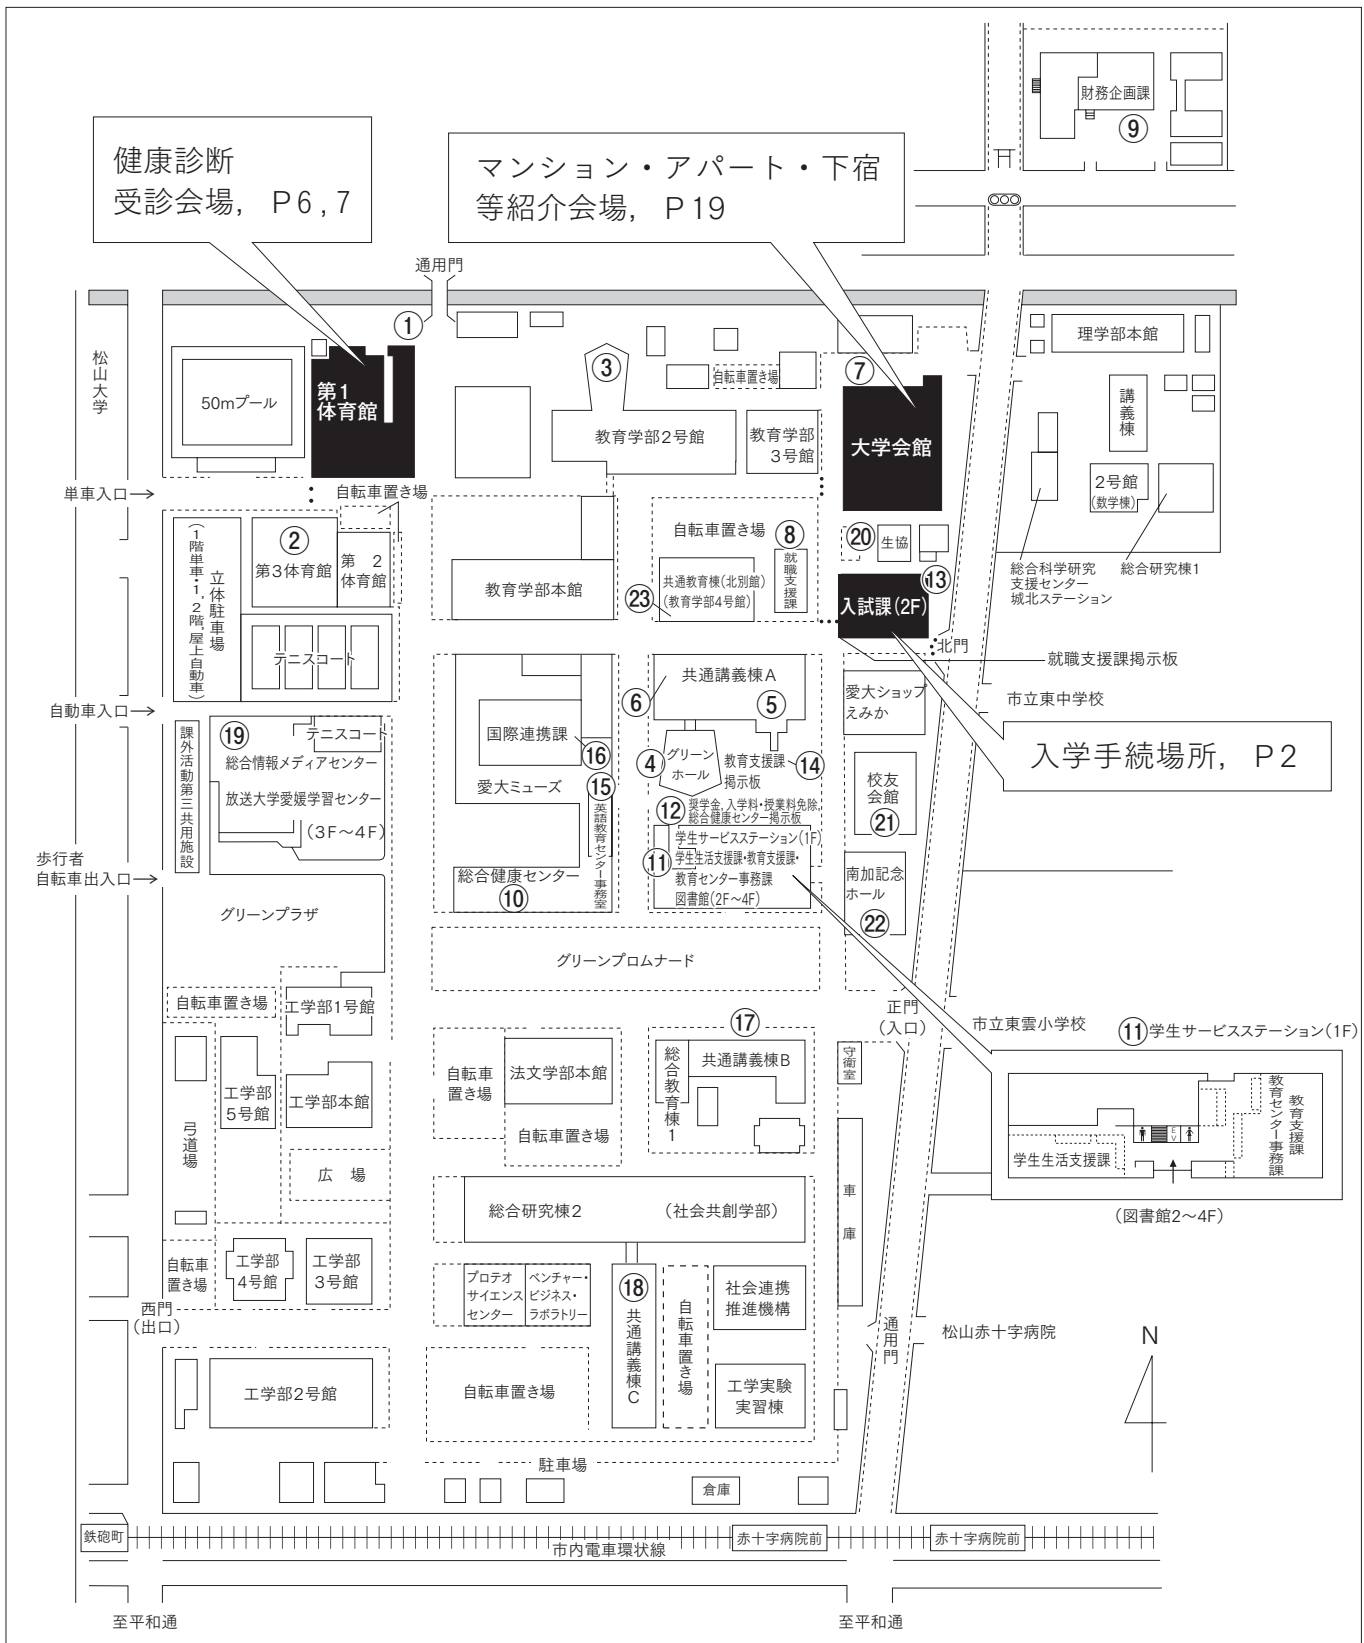 財務企画課
⑨
健康診断
受診会場, P6,7
マンション・アパート・下宿
等紹介会場, P19
通用門
①
松山大学
50mプール
第1
体育館
③
自転車置き場
教育学部2号館
教育学部
3号館
⑦
大学会館
理学部本館
講義棟
2号館
(数学棟)
総合科学研究
支援センター
城北ステーション
総合研究棟1
単車入口→
自転車置き場
立体駐車場
(1階単車・1,2階,屋上自動車)
②
第3体育館
第2
体育館
テニスコート
教育学部本館
自転車置き場
⑧
就職支援課
共通教育棟(北別館)
(教育学部4号館)
㉓
⑳
生協
⑬
入試課(2F)
北門
就職支援課掲示板
市立東中学校
入学手続場所, P2
自動車入口→
課外活動第三共用施設
⑲
テニスコート
総合情報メディアセンター
放送大学愛媛学習センター
(3F〜4F)
国際連携課
⑯
愛大ミューズ
⑮
英語教育センター事務室
総合健康センター
⑩
共通講義棟A
⑥
⑤
④
グリーン
ホール
教育支援課
掲示板
⑭
⑫
奨学金,入学料・授業料免除,
総合健康センター掲示板
⑪
学生サービスステーション(1F)
学生生活支援課・教育支援課・
教育センター事務課
図書館(2F〜4F)
愛大ショップ
えみか
校友
会館
㉑
南加記念
ホール
㉒
歩行者
自転車出入口→
グリーンプラザ
グリーンプロムナード
自転車置き場
工学部1号館
工学部
5号館
工学部本館
弓道場
広 場
自転車
置き場
法文学部本館
自転車置き場
⑰
総合教育棟1
共通講義棟B
正門
(入口)
守衛室
市立東雲小学校
⑪学生サービスステーション(1F)
学生生活支援課
EV
教育センター事務課
教育支援課
(図書館2〜4F)
車庫
総合研究棟2
(社会共創学部)
自転車
置き場
工学部
4号館
工学部
3号館
西門
(出口)
プロテオ
サイエンス
センター
ベンチャー・
ビジネス・
ラボラトリー
⑱
共通講義棟C
自転車置き場
社会連携
推進機構
工学実験
実習棟
通用門
松山赤十字病院
N
工学部2号館
自転車置き場
駐車場
倉庫
鉄砲町
市内電車環状線
赤十字病院前
赤十字病院前
至平和通
至平和通